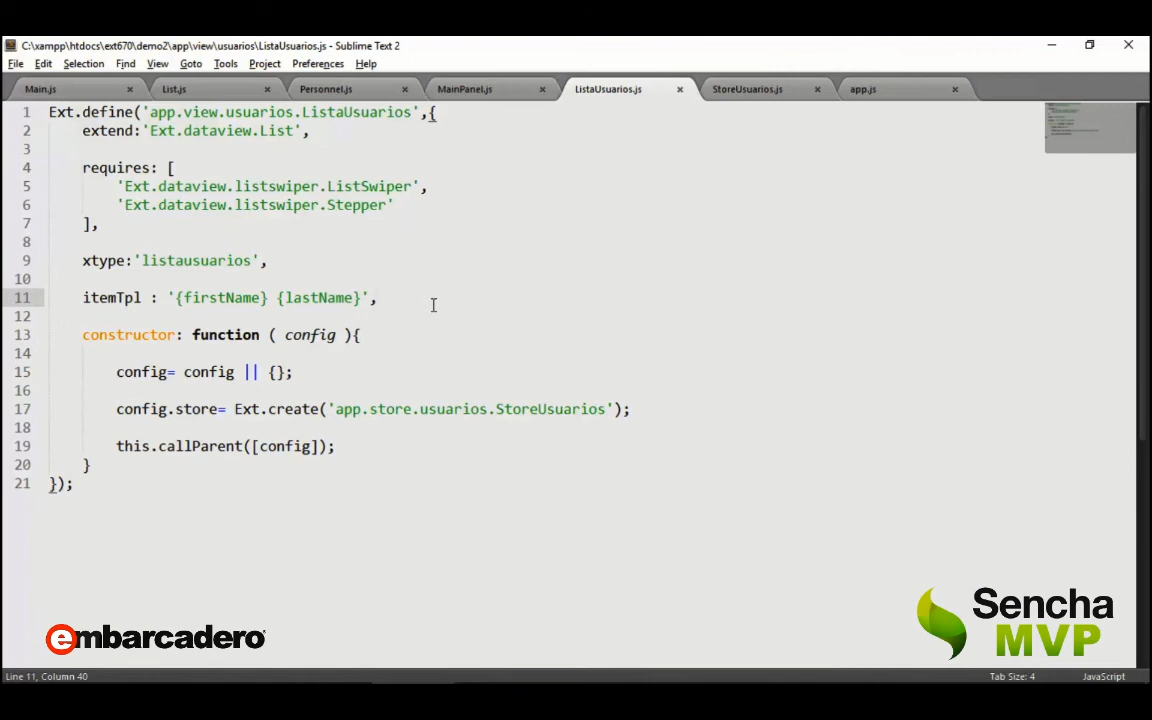 C:\xampp\htdocs\ext670\demo2\app\view\usuarios\ListaUsuarios.js - Sublime Text 2
File Edit Selection Find View Goto Tools Project Preferences Help
Main.js List.js Personnel.js MainPanel.js ListaUsuarios.js StoreUsuarios.js app.js
1 Ext.define('app.view.usuarios.ListaUsuarios',{
2 extend:'Ext.dataview.List',
3
4 requires: [
5 'Ext.dataview.listswiper.ListSwiper',
6 'Ext.dataview.listswiper.Stepper'
7 ],
8
9 xtype:'listausuarios',
10
11 itemTpl : '{firstName} {lastName}',
12
13 constructor: function ( config ){
14
15 config= config || {};
16
17 config.store= Ext.create('app.store.usuarios.StoreUsuarios');
18
19 this.callParent([config]);
20 }
21 });
embarcadero
Sencha
MVP
Line 11, Column 40 Tab Size: 4 JavaScript